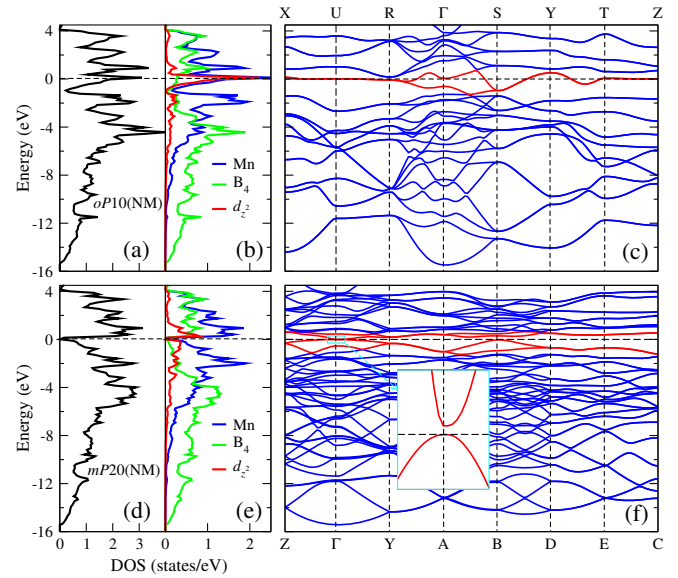 X U R Γ S Y T Z
4
0
-4
-8
-12
-16
Energy (eV)
oP10(NM)
(a)
Mn
B4
dz2
(b)
(c)
4
0
-4
-8
-12
-16
Energy (eV)
mP20(NM)
(d)
Mn
B4
dz2
(e)
(f)
0 1 2 3 0 1 2
DOS (states/eV)
Z Γ Y A B D E C